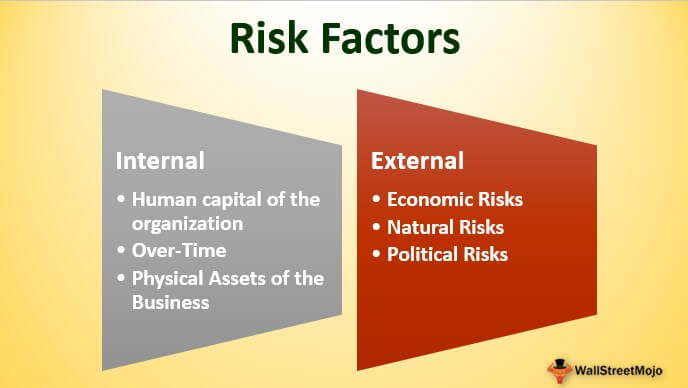 Risk Factors
Internal
• Human capital of the
organization
• Over-Time
• Physical Assets of the
Business
External
• Economic Risks
• Natural Risks
• Political Risks
WallStreetMojo